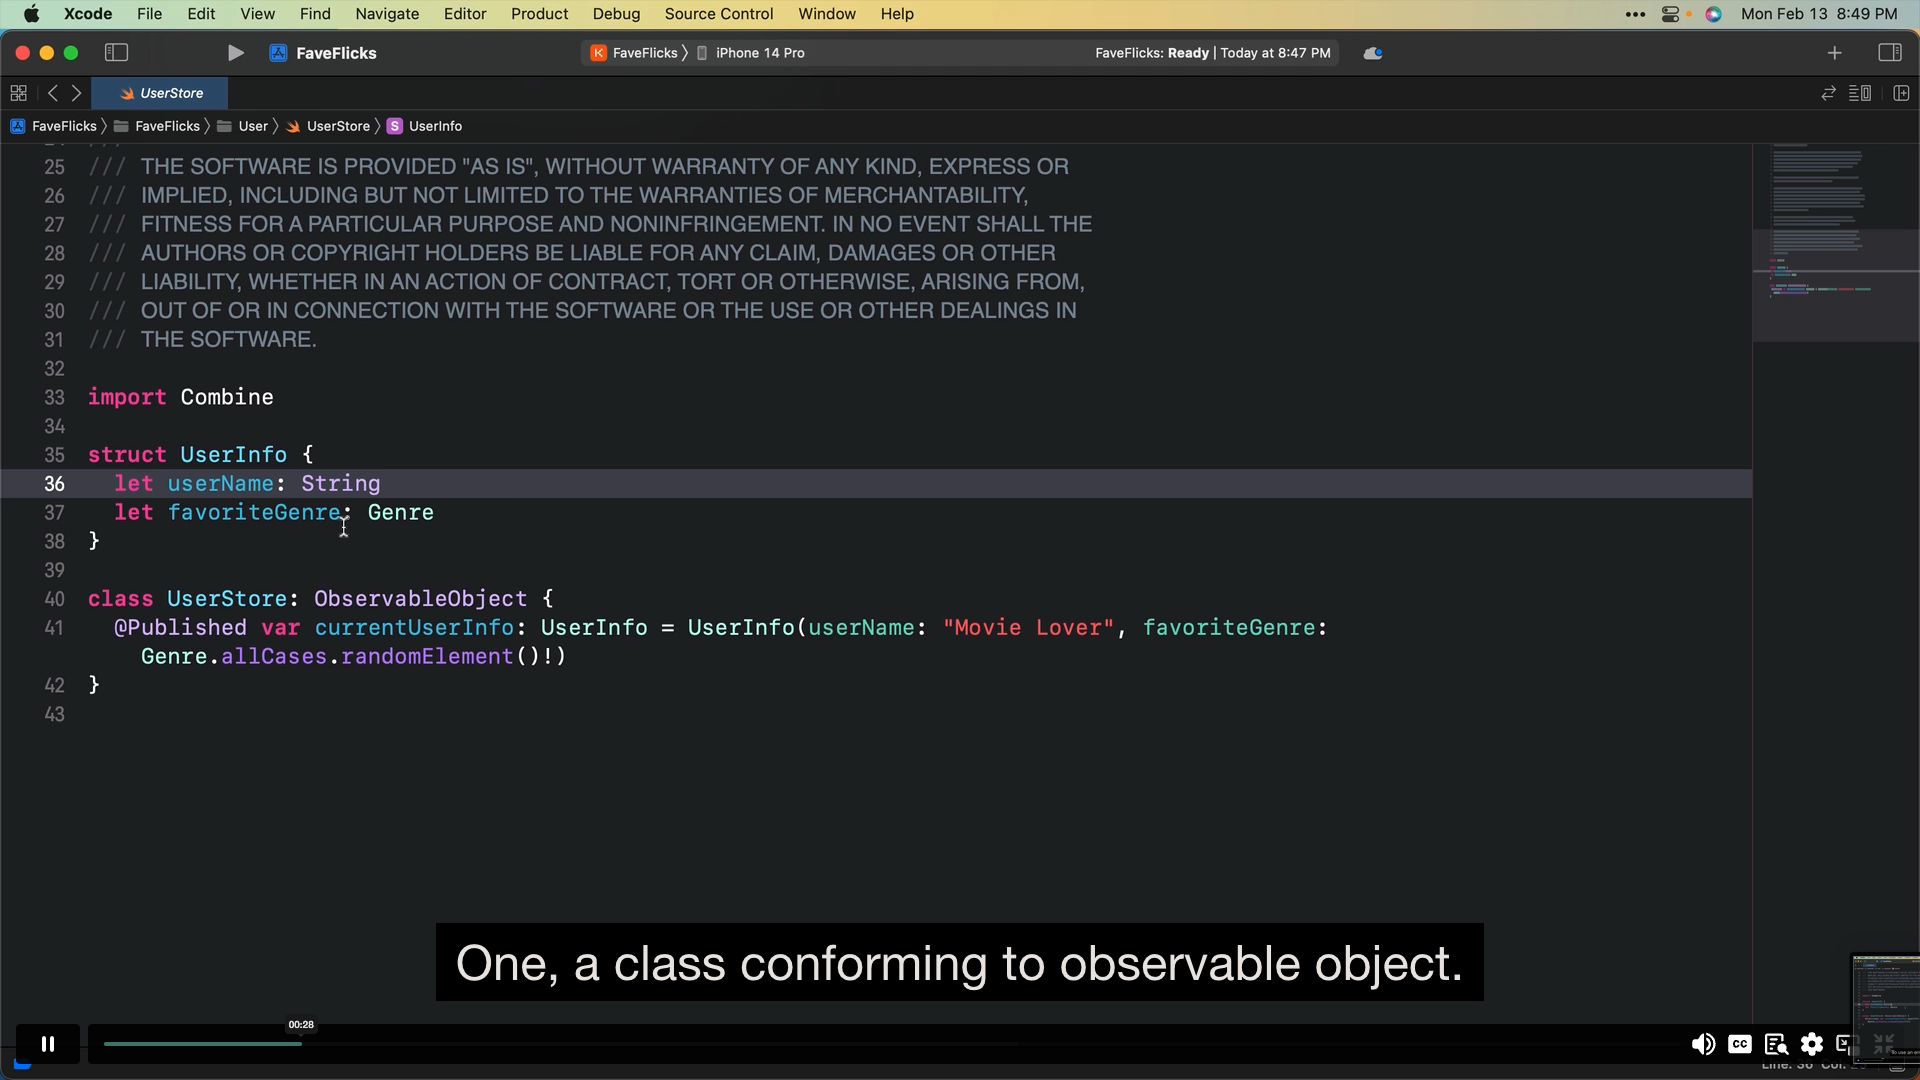 Xcode File Edit View Find Navigate Editor Product Debug Source Control Window Help Mon Feb 13 8:49 PM
FaveFlicks FaveFlicks iPhone 14 Pro FaveFlicks: Ready | Today at 8:47 PM
UserStore
FaveFlicks FaveFlicks User UserStore S UserInfo
25 /// THE SOFTWARE IS PROVIDED "AS IS", WITHOUT WARRANTY OF ANY KIND, EXPRESS OR
26 /// IMPLIED, INCLUDING BUT NOT LIMITED TO THE WARRANTIES OF MERCHANTABILITY,
27 /// FITNESS FOR A PARTICULAR PURPOSE AND NONINFRINGEMENT. IN NO EVENT SHALL THE
28 /// AUTHORS OR COPYRIGHT HOLDERS BE LIABLE FOR ANY CLAIM, DAMAGES OR OTHER
29 /// LIABILITY, WHETHER IN AN ACTION OF CONTRACT, TORT OR OTHERWISE, ARISING FROM,
30 /// OUT OF OR IN CONNECTION WITH THE SOFTWARE OR THE USE OR OTHER DEALINGS IN
31 /// THE SOFTWARE.
32
33 import Combine
34
35 struct UserInfo {
36 let userName: String
37 let favoriteGenre: Genre
38 }
39
40 class UserStore: ObservableObject {
41 @Published var currentUserInfo: UserInfo = UserInfo(userName: "Movie Lover", favoriteGenre:
Genre.allCases.randomElement()!)
42 }
43
One, a class conforming to observable object.
00:28
CC